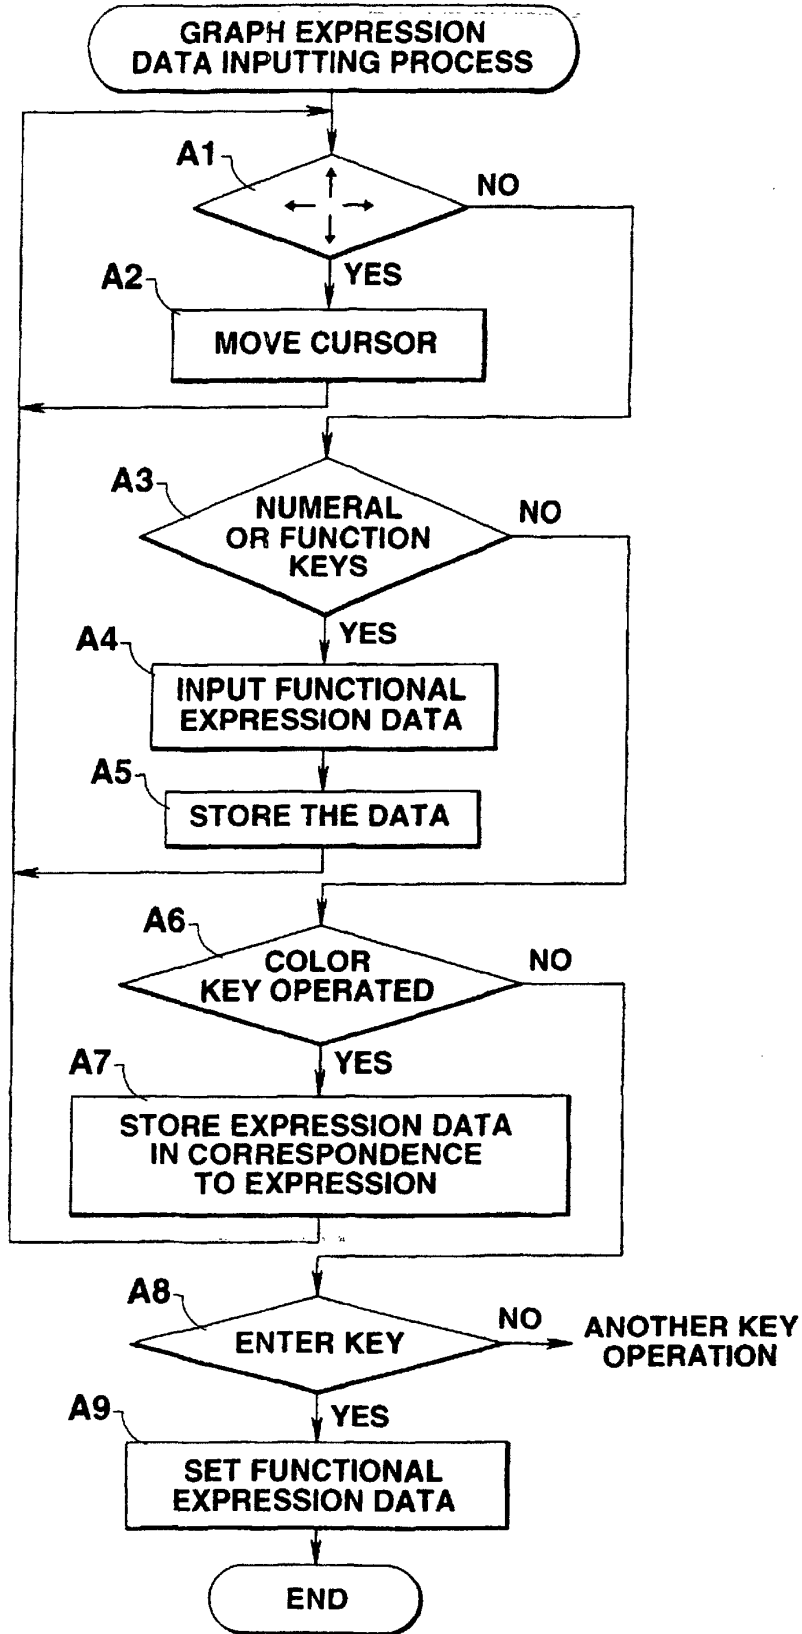 GRAPH EXPRESSION
DATA INPUTTING PROCESS
A1
NO
YES
A2
MOVE CURSOR
A3
NUMERAL
OR FUNCTION
KEYS
NO
YES
A4
INPUT FUNCTIONAL
EXPRESSION DATA
A5
STORE THE DATA
A6
COLOR
KEY OPERATED
NO
YES
A7
STORE EXPRESSION DATA
IN CORRESPONDENCE
TO EXPRESSION
A8
ENTER KEY
NO
ANOTHER KEY
OPERATION
YES
A9
SET FUNCTIONAL
EXPRESSION DATA
END